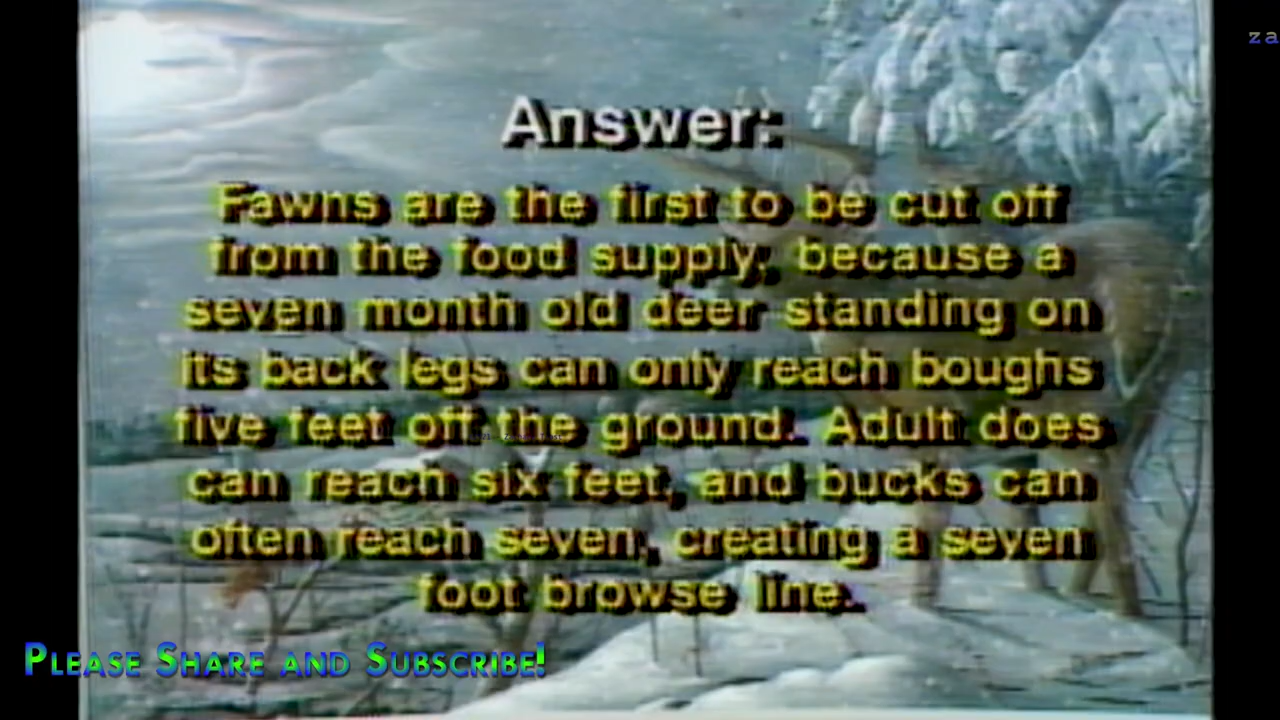 za
Answer:
Fawns are the first to be cut off
from the food supply, because a
seven month old deer standing on
its back legs can only reach boughs
five feet off the ground. Adult does
can reach six feet, and bucks can
often reach seven, creating a seven
foot browse line.
Please Share and Subscribe!